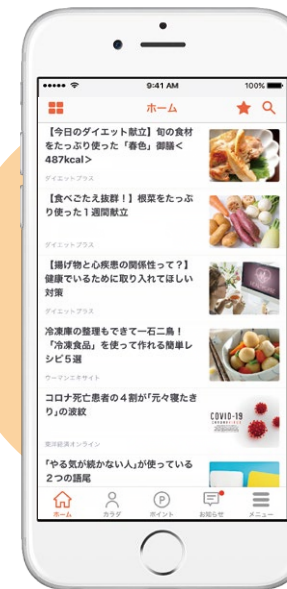 9:41 AM
100%
ホーム
【今日のダイエット献立】旬の食材
をたっぷり使った「春色」御膳＜
487kcal＞
ダイエットプラス
【食べごたえ抜群！】根菜をたっぷ
り使った１週間献立
ダイエットプラス
【揚げ物と心疾患の関係性って？】
健康でいるために取り入れてほしい
対策
ダイエットプラス
冷凍庫の整理もできて一石二鳥！
「冷凍食品」を使って作れる簡単レ
シピ５選
ウーマンエキサイト
コロナ死亡患者の４割が「元々寝たき
り」の波紋
COVID-19
東洋経済オンライン
「やる気が続かない人」が使っている
２つの語尾
ホーム
カラダ
P
ポイント
お知らせ
メニュー